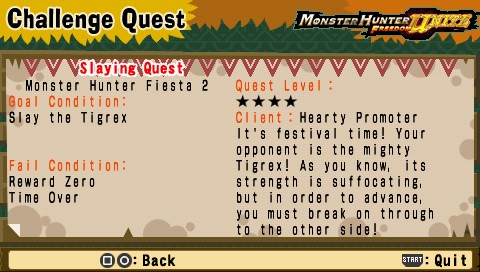 Challenge Quest
MONSTER HUNTER
FREEDOM UNITE
Slaying Quest
Monster Hunter Fiesta 2
Goal Condition:
Slay the Tigrex
Fail Condition:
Reward Zero
Time Over
Quest Level:
★★★★
Client:Hearty Promoter
It's festival time! Your
opponent is the mighty
Tigrex! As you know, its
strength is suffocating,
but in order to advance,
you must break on through
to the other side!
: Back
START: Quit